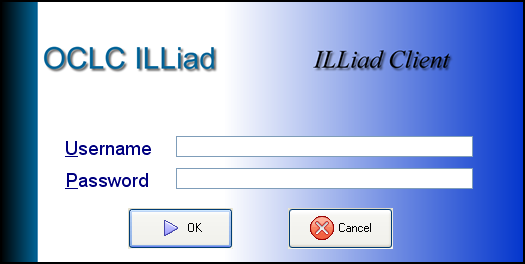 OCLC ILLiad ILLiad Client
Username
Password
OK Cancel